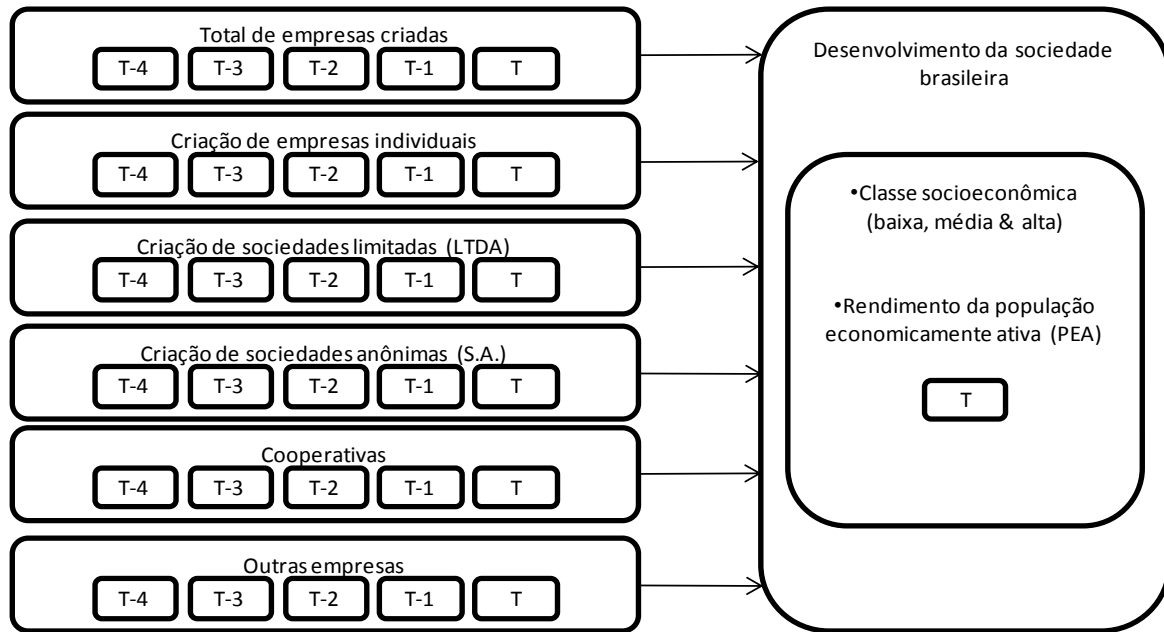 Total de empresas criadas
T-4 T-3 T-2 T-1 T
Criação de empresas individuais
T-4 T-3 T-2 T-1 T
Criação de sociedades limitadas (LTDA)
T-4 T-3 T-2 T-1 T
Criação de sociedades anônimas (S.A.)
T-4 T-3 T-2 T-1 T
Cooperativas
T-4 T-3 T-2 T-1 T
Outras empresas
T-4 T-3 T-2 T-1 T
Desenvolvimento da sociedade
brasileira
•Classe socioeconômica
(baixa, média & alta)
•Rendimento da população
economicamente ativa (PEA)
T